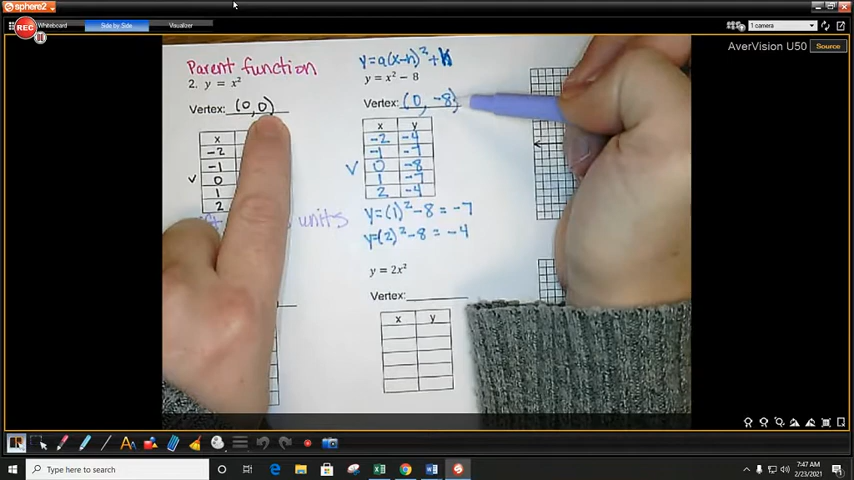 sphere2
Whiteboard
Side by Side
Visualizer
1 camera
REC
AverVision U50
Source
Parent function
2. y = x²
Vertex: (0,0)
x
-2
-1
V 0
1
2
units
y=a(x-h)²+k
y = x² − 8
Vertex: (0, -8)
x y
-2 -4
-1 -7
V 0 -8
1 -7
2 -4
y=(1)²-8 = -7
y=(2)²-8 = -4
y = 2x²
Vertex:
x y
Type here to search
7:47 AM
2/23/2021